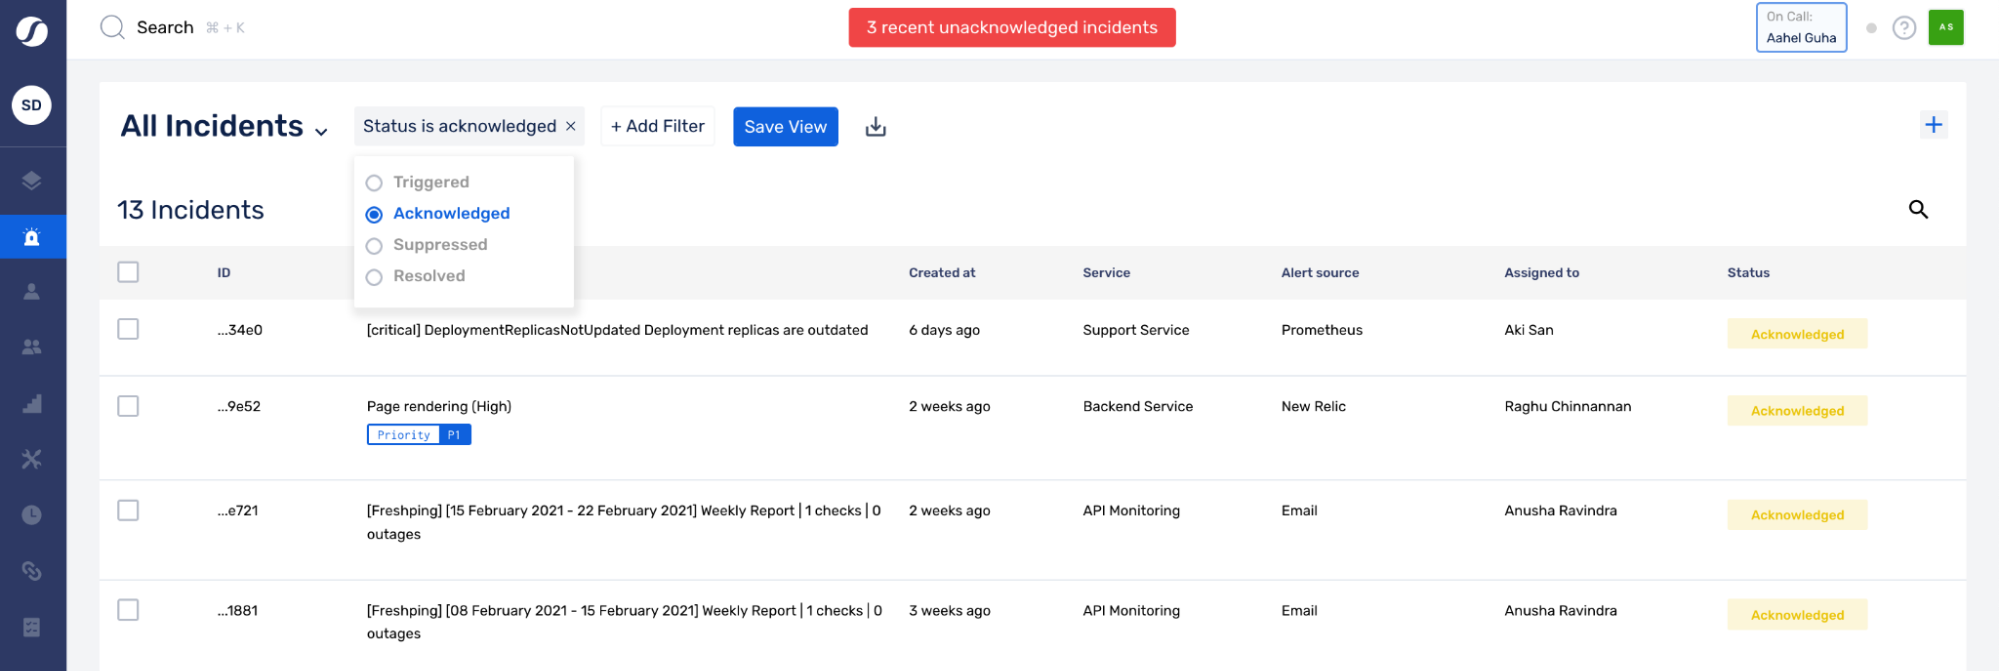 Search ⌘ + K
3 recent unacknowledged incidents
On Call:
Aahel Guha
?
AS
SD
All Incidents
Status is acknowledged ×
+ Add Filter
Save View
+
Triggered
Acknowledged
Suppressed
Resolved
13 Incidents
ID Created at Service Alert source Assigned to Status
...34e0 [critical] DeploymentReplicasNotUpdated Deployment replicas are outdated 6 days ago Support Service Prometheus Aki San Acknowledged
...9e52 Page rendering (High) 2 weeks ago Backend Service New Relic Raghu Chinnannan Acknowledged
Priority P1
...e721 [Freshping] [15 February 2021 - 22 February 2021] Weekly Report | 1 checks | 0 2 weeks ago API Monitoring Email Anusha Ravindra Acknowledged
outages
...1881 [Freshping] [08 February 2021 - 15 February 2021] Weekly Report | 1 checks | 0 3 weeks ago API Monitoring Email Anusha Ravindra Acknowledged
outages